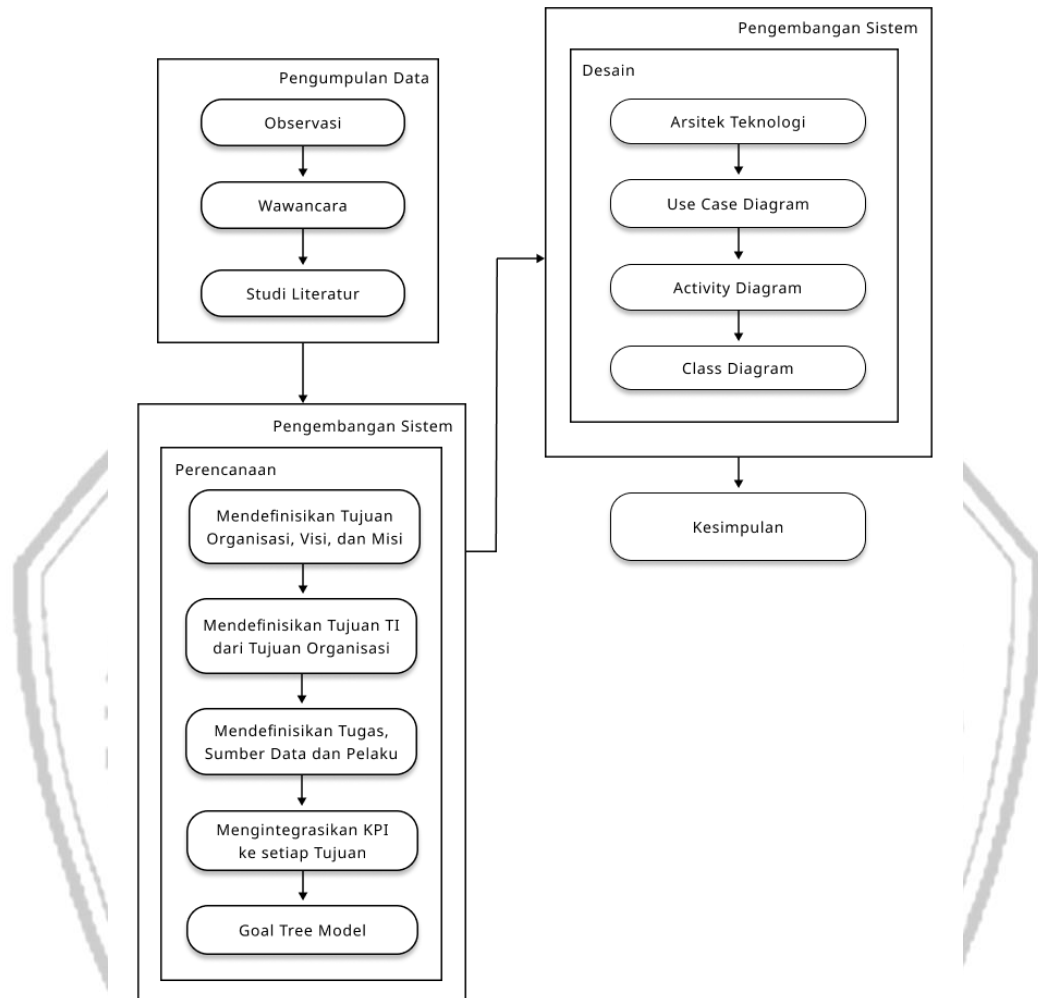 Pengumpulan Data
Observasi
Wawancara
Studi Literatur
Pengembangan Sistem
Perencanaan
Mendefinisikan Tujuan
Organisasi, Visi, dan Misi
Mendefinisikan Tujuan TI
dari Tujuan Organisasi
Mendefinisikan Tugas,
Sumber Data dan Pelaku
Mengintegrasikan KPI
ke setiap Tujuan
Goal Tree Model
Pengembangan Sistem
Desain
Arsitek Teknologi
Use Case Diagram
Activity Diagram
Class Diagram
Kesimpulan